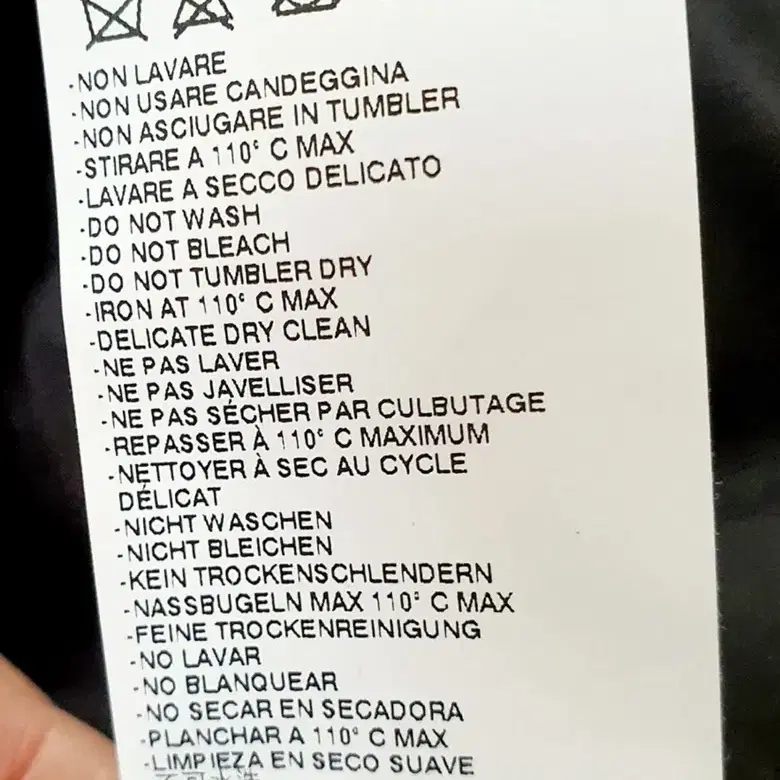 -NON LAVARE
-NON USARE CANDEGGINA
-NON ASCIUGARE IN TUMBLER
-STIRARE A 110° C MAX
-LAVARE A SECCO DELICATO
-DO NOT WASH
-DO NOT BLEACH
-DO NOT TUMBLER DRY
-IRON AT 110° C MAX
-DELICATE DRY CLEAN
-NE PAS LAVER
-NE PAS JAVELLISER
-NE PAS SÉCHER PAR CULBUTAGE
-REPASSER À 110° C MAXIMUM
-NETTOYER À SEC AU CYCLE
DÉLICAT
-NICHT WASCHEN
-NICHT BLEICHEN
-KEIN TROCKENSCHLENDERN
-NASSBUGELN MAX 110° C MAX
-FEINE TROCKENREINIGUNG
-NO LAVAR
-NO BLANQUEAR
-NO SECAR EN SECADORA
-PLANCHAR A 110° C MAX
-LIMPIEZA EN SECO SUAVE